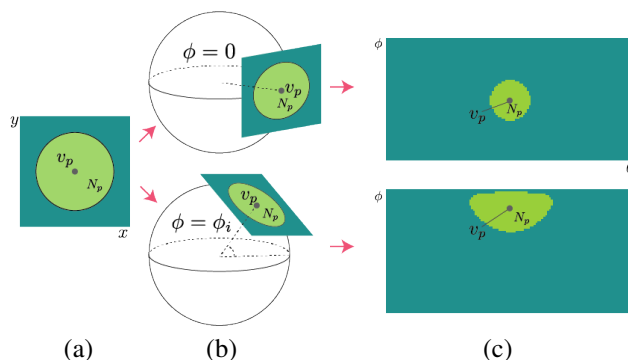 y
v_p
N_p
x
(a)
ϕ = 0
v_p
N_p
v_p
N_p
ϕ = ϕ_i
(b)
ϕ
v_p
N_p
ϕ
v_p
N_p
(c)